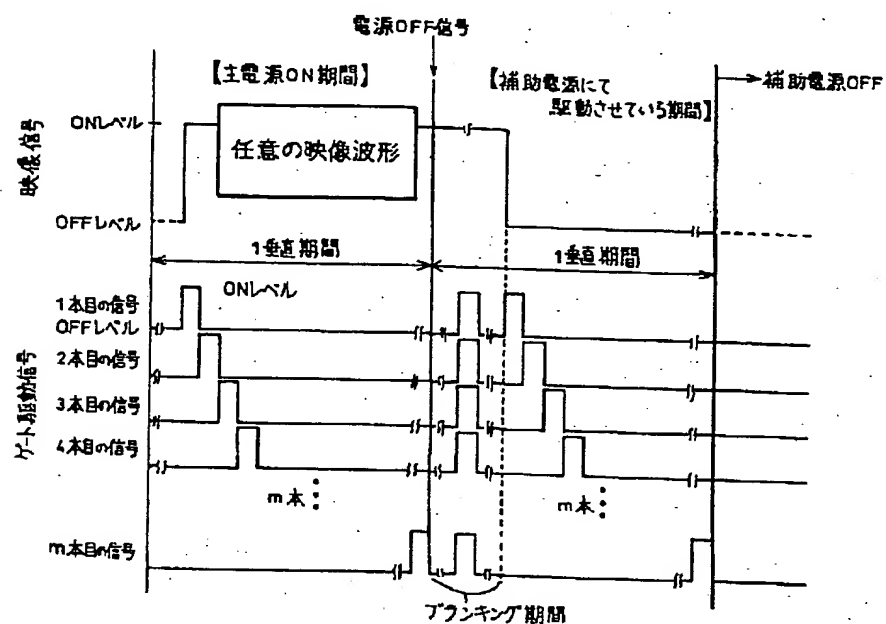 電源OFF信号
【主電源ON期間】
【補助電源にて
駆動させている期間】
補助電源OFF
映像信号
ONレベル
任意の映像波形
OFFレベル
1垂直期間
1垂直期間
ONレベル
ゲート駆動信号
1本目の信号
OFFレベル
2本目の信号
3本目の信号
4本目の信号
m本
m本
m本目の信号
ブランキング期間